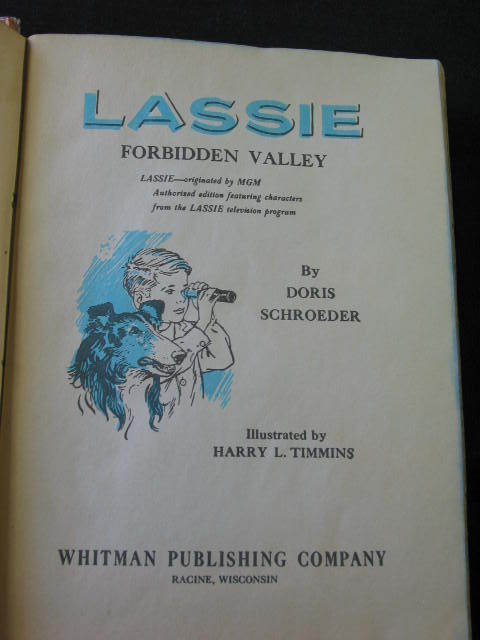 LASSIE
FORBIDDEN VALLEY
LASSIE—originated by MGM
Authorized edition featuring characters
from the LASSIE television program
By
DORIS
SCHROEDER
Illustrated by
HARRY L. TIMMINS
WHITMAN PUBLISHING COMPANY
RACINE, WISCONSIN